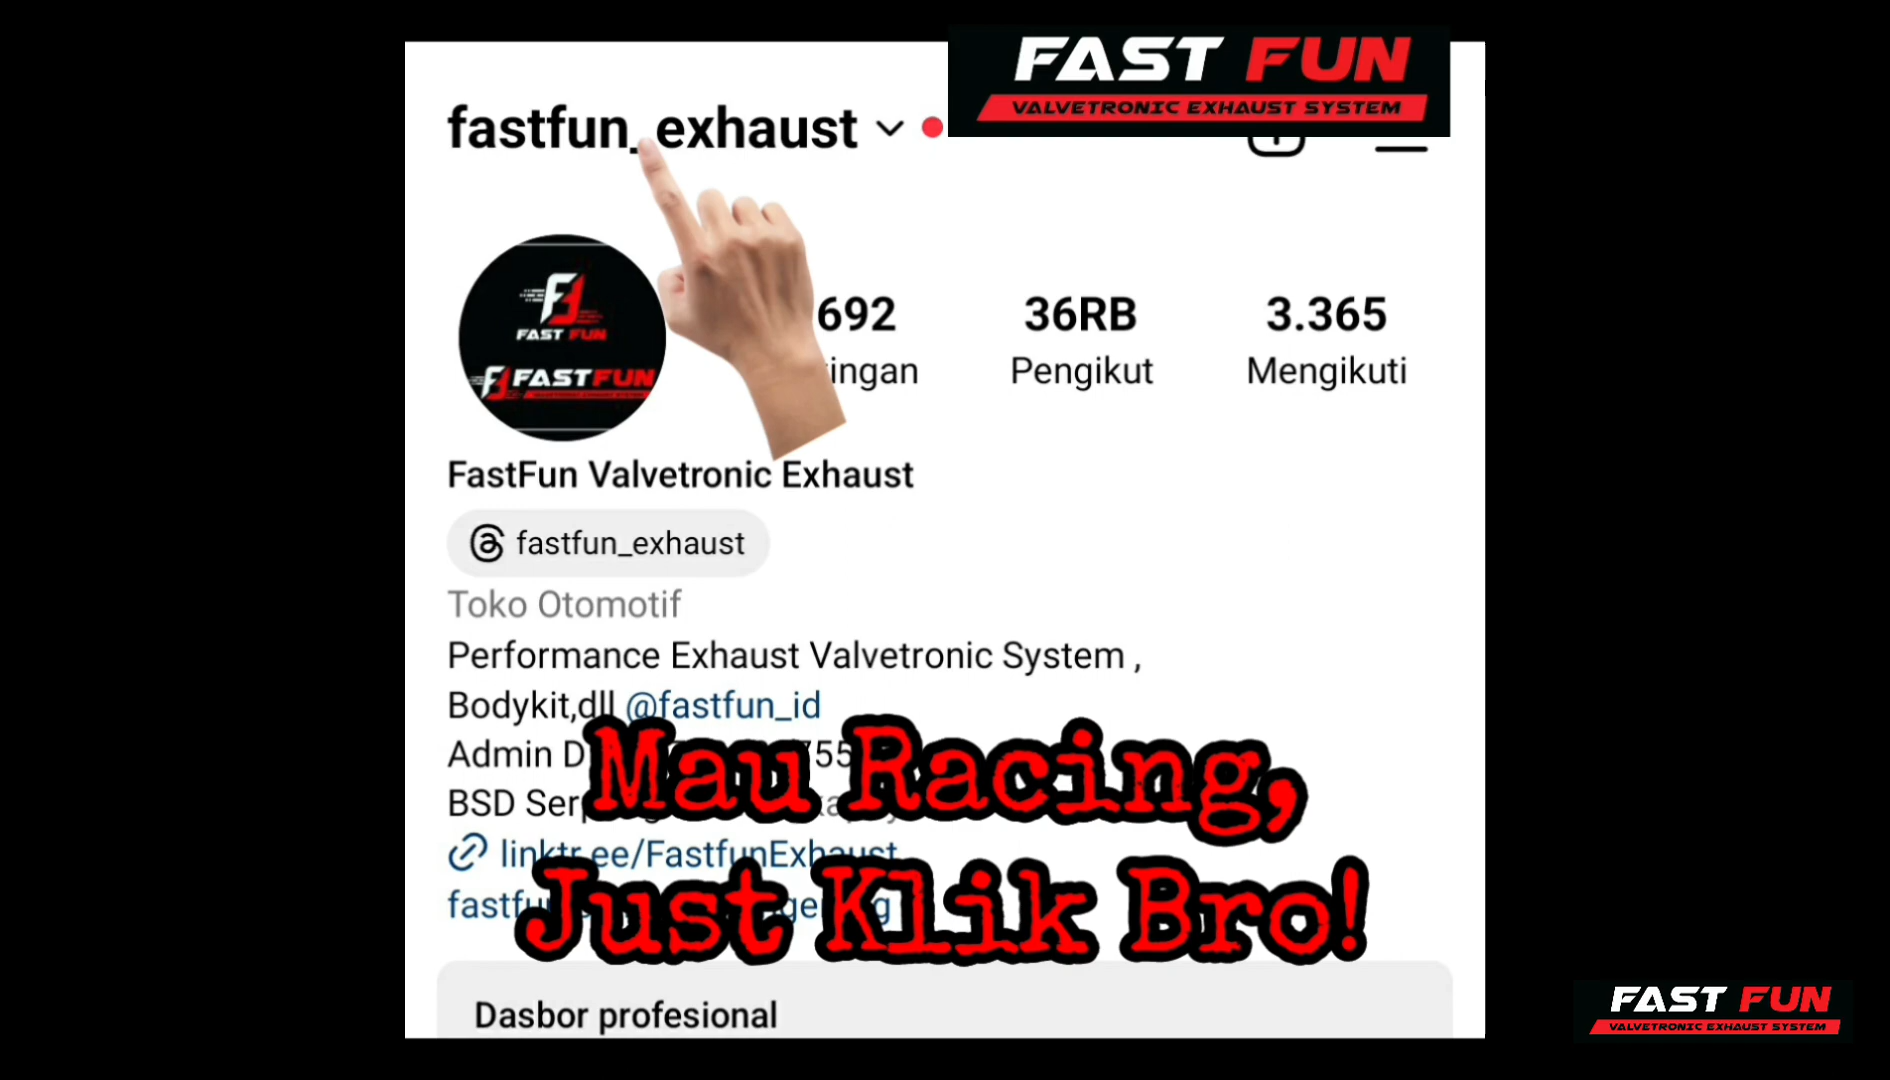 FAST FUN
VALVETRONIC EXHAUST SYSTEM
fastfun_exhaust
FAST FUN
FAST FUN
692
36RB
3.365
Pengikut
Mengikuti
FastFun Valvetronic Exhaust
fastfun_exhaust
Toko Otomotif
Performance Exhaust Valvetronic System ,
Bodykit,dll @fastfun_id
Admin
Mau Racing,
BSD
linktr.ee/FastfunExhaust
Just Klik Bro!
Dasbor profesional
FAST FUN
VALVETRONIC EXHAUST SYSTEM